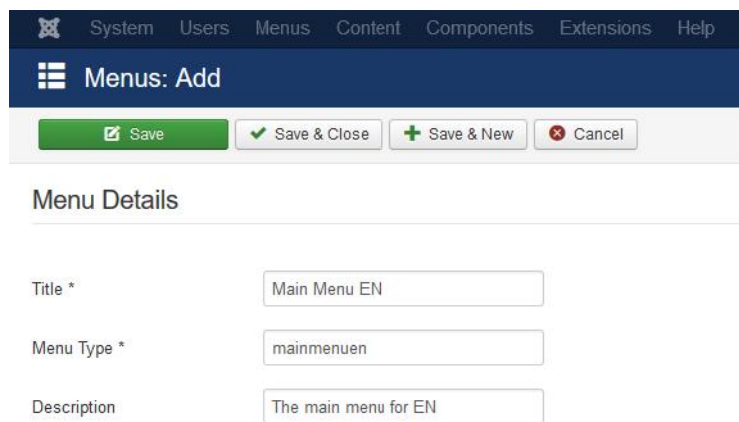 System Users Menus Content Components Extensions Help
Menus: Add
Save Save & Close Save & New Cancel
Menu Details
Title * Main Menu EN
Menu Type * mainmenuen
Description The main menu for EN